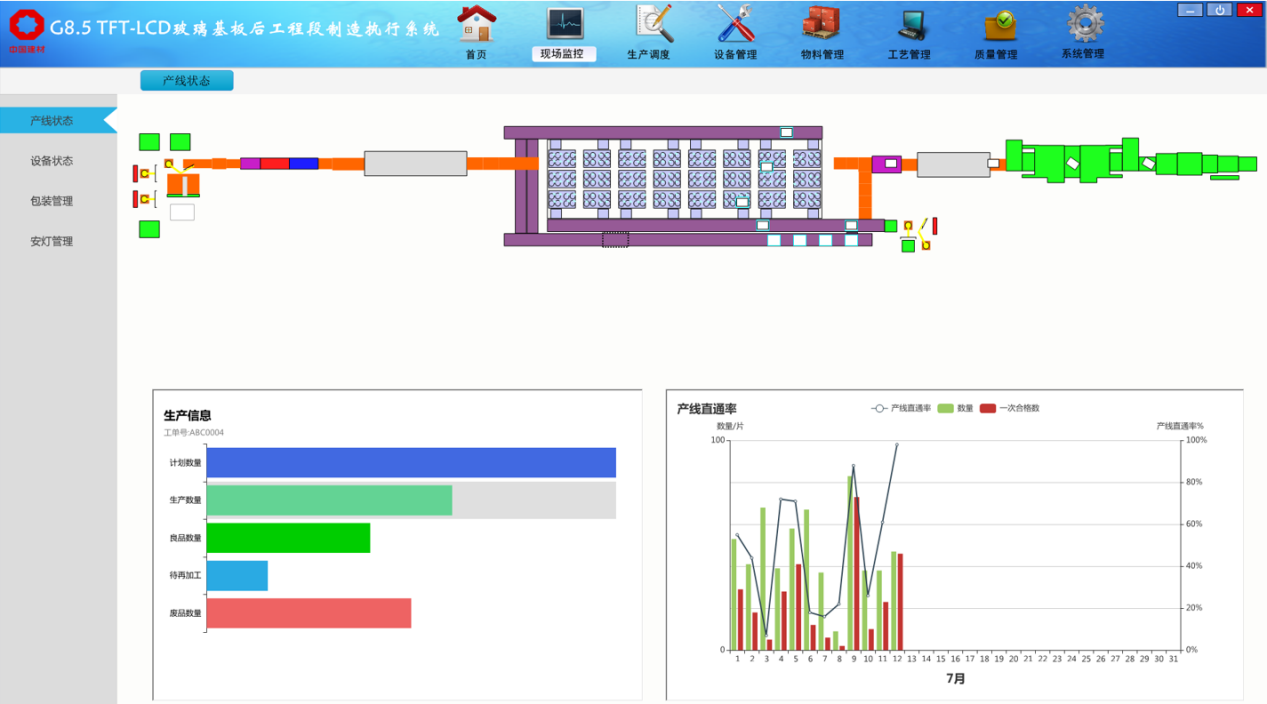 G8.5 TFT-LCD玻璃基板后工程段制造执行系统
中国建材
首页
现场监控
生产调度
设备管理
物料管理
工艺管理
质量管理
系统管理
产线状态
产线状态
设备状态
包装管理
安灯管理
生产信息
工单号:ABC0004
计划数量
生产数量
良品数量
待再加工
废品数量
产线直通率
产线直通率 数量 一次合格数
数量/片
产线直通率%
100
0
100%
80%
60%
40%
20%
0%
1 2 3 4 5 6 7 8 9 10 11 12 13 14 15 16 17 18 19 20 21 22 23 24 25 26 27 28 29 30 31
7月